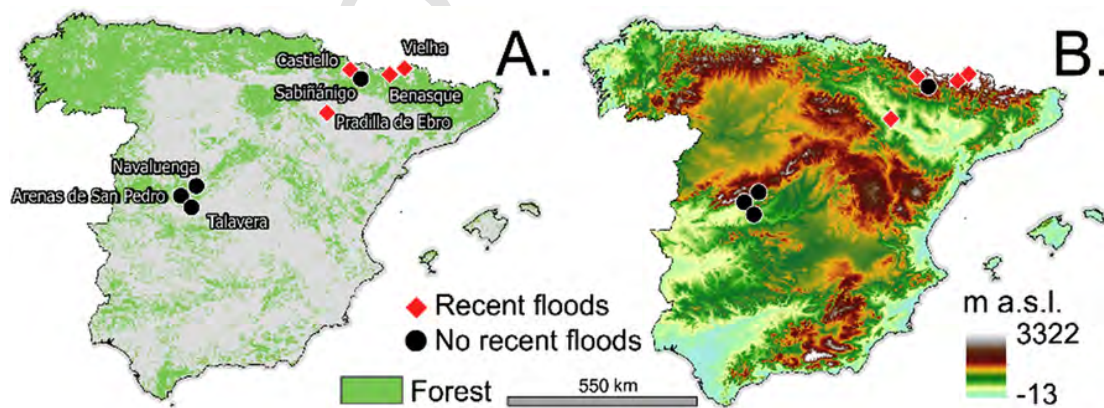 A.
Vielha
Castiello
Sabiñánigo
Benasque
Pradilla de Ebro
Navaluenga
Arenas de San Pedro
Talavera
Recent floods
No recent floods
Forest
550 km
B.
m a.s.l.
3322
-13